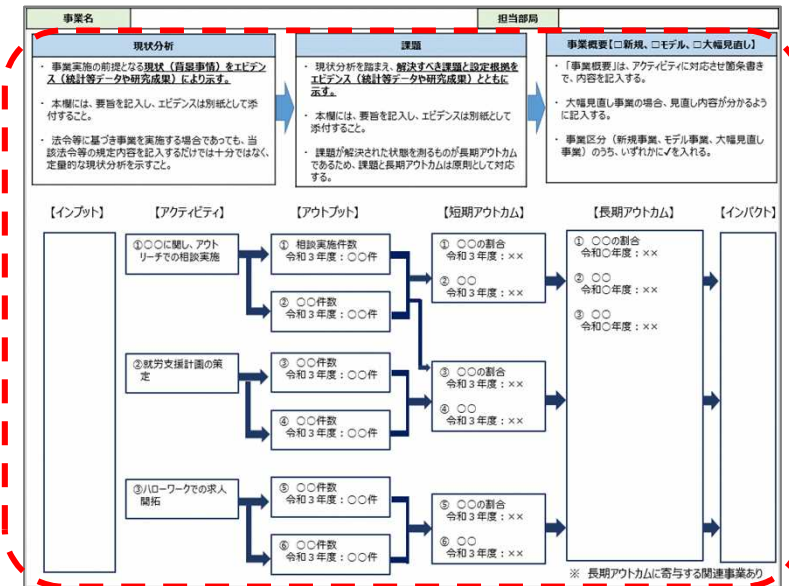 事業名
担当部局
現状分析
・ 事業実施の前提となる現状（背景事情）をエビデン
ス（統計等データや研究成果）により示す。
・ 本欄には、要旨を記入し、エビデンスは別紙として添
付すること。
・ 法令等に基づき事業を実施する場合であっても、当
該法令等の規定内容を記入するだけでは十分ではなく、
定量的な現状分析を示すこと。
課題
・ 現状分析を踏まえ、解決すべき課題と設定根拠
をエビデンス（統計等データや研究成果）とともに
示す。
・ 本欄には、要旨を記入し、エビデンスは別紙として
添付すること。
・ 課題が解決された状態を測るものが長期アウトカム
であるため、課題と長期アウトカムは原則として対応
する。
事業概要【□新規、□モデル、□大幅見直し】
・ 「事業概要」は、アクティビティに対応させ箇条書き
で、内容を記入する。
・ 大幅見直し事業の場合、見直し内容が分かるよう
に記入する。
・ 事業区分（新規事業、モデル事業、大幅見直し
事業）のうち、いずれかに✓を入れる。
【インプット】
【アクティビティ】
【アウトプット】
【短期アウトカム】
【長期アウトカム】
【インパクト】
①○○に関し、アウト
リーチでの相談実施
②就労支援計画の策
定
③ハローワークでの求人
開拓
① 相談実施件数
令和３年度：○○件
② ○○件数
令和３年度：○○件
③ ○○件数
令和３年度：○○件
④ ○○件数
令和３年度：○○件
⑤ ○○件数
令和３年度：○○件
⑥ ○○件数
令和３年度：○○件
① ○○の割合
令和３年度：××
② ○○
令和３年度：××
③ ○○の割合
令和３年度：××
④ ○○
令和３年度：××
⑤ ○○の割合
令和３年度：××
⑥ ○○
令和３年度：××
① ○○の割合
令和○年度：××
② ○○
令和○年度：××
③ ○○
令和○年度：××
※ 長期アウトカムに寄与する関連事業あり